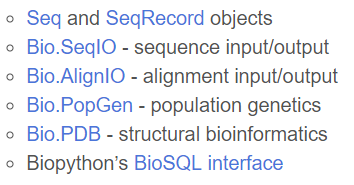 Seq and SeqRecord objects
Bio.SeqIO - sequence input/output
Bio.AlignIO - alignment input/output
Bio.PopGen - population genetics
Bio.PDB - structural bioinformatics
Biopython’s BioSQL interface